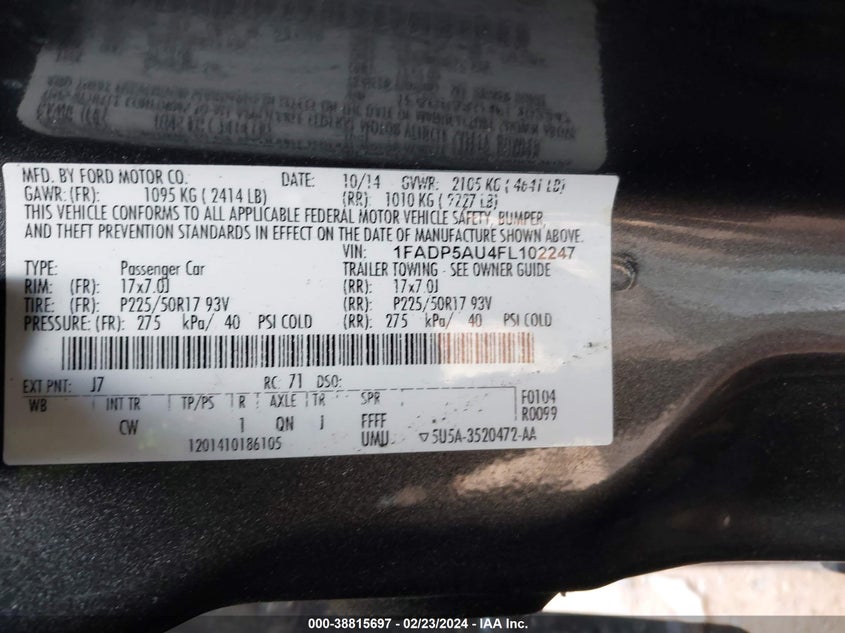 MFD. BY FORD MOTOR CO. DATE: 10/14 GVWR: 2105 KG ( 4641 LB)
GAWR: (FR): 1095 KG ( 2414 LB) (RR): 1010 KG ( 2227 LB)
THIS VEHICLE CONFORMS TO ALL APPLICABLE FEDERAL MOTOR VEHICLE SAFETY, BUMPER,
AND THEFT PREVENTION STANDARDS IN EFFECT ON THE DATE OF MANUFACTURE SHOWN ABOVE.
VIN: 1FADP5AU4FL102247
TYPE: Passenger Car TRAILER TOWING - SEE OWNER GUIDE
RIM: (FR): 17x7.0J (RR): 17x7.0J
TIRE: (FR): P225/50R17 93V (RR): P225/50R17 93V
PRESSURE: (FR): 275 kPa/ 40 PSI COLD (RR): 275 kPa/ 40 PSI COLD
EXT PNT: J7 RC: 71 DSO:
WB INT TR TP/PS R AXLE TR SPR F0104
R0099
CW 1 QN J FFFF
1201410186105 UMU ▽5U5A-3520472-AA
000-38815697 - 02/23/2024 - IAA Inc.